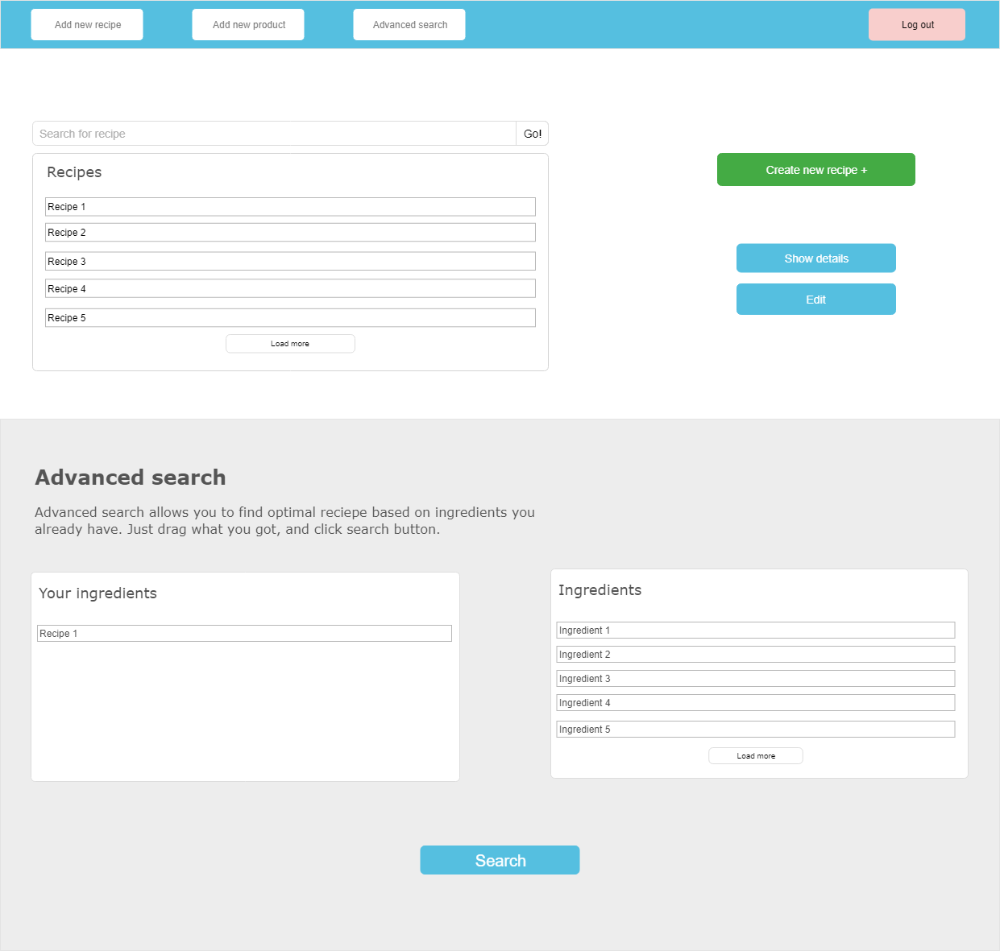 Add new recipe
Add new product
Advanced search
Log out
Search for recipe
Go!
Recipes
Recipe 1
Recipe 2
Recipe 3
Recipe 4
Recipe 5
Load more
Create new recipe +
Show details
Edit
Advanced search
Advanced search allows you to find optimal reciepe based on ingredients you
already have. Just drag what you got, and click search button.
Your ingredients
Recipe 1
Ingredients
Ingredient 1
Ingredient 2
Ingredient 3
Ingredient 4
Ingredient 5
Load more
Search